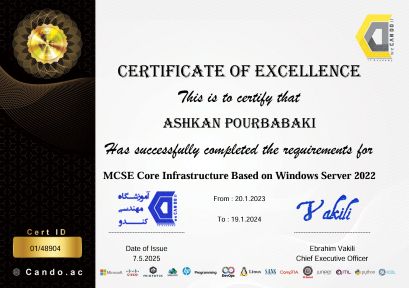 CANDO
CERTIFICATE OF EXCELLENCE
This is to certify that
ASHKAN POURBABAKI
Has successfully completed the requirements for
MCSE Core Infrastructure Based on Windows Server 2022
آموزشگاه
مهندسی
کندو
From : 20.1.2023
To : 19.1.2024
Vakili
Cert ID
01/48904
Date of Issue
7.5.2025
Ebrahim Vakili
Chief Executive Officer
Cando.ac
Microsoft
CISCO
Programming
DevOps
Linux
CompTIA
JUNIPER
ITIL
python